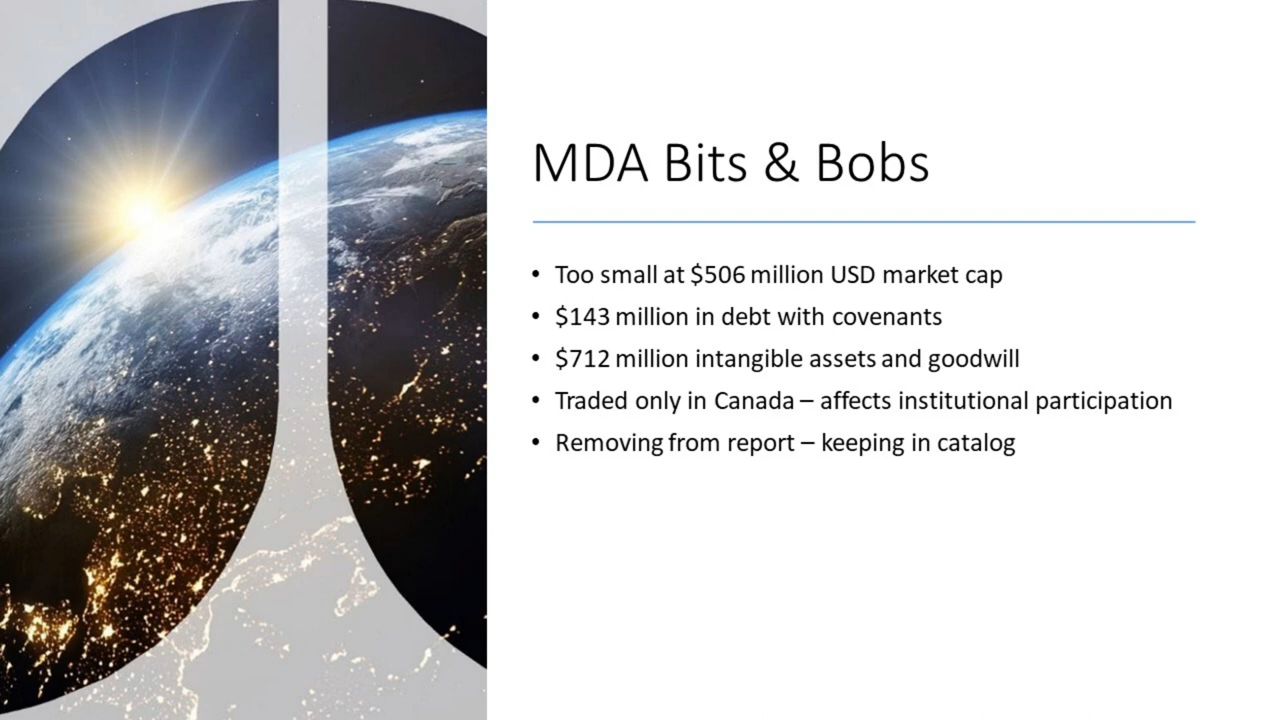 MDA Bits & Bobs
• Too small at $506 million USD market cap
• $143 million in debt with covenants
• $712 million intangible assets and goodwill
• Traded only in Canada – affects institutional participation
• Removing from report – keeping in catalog